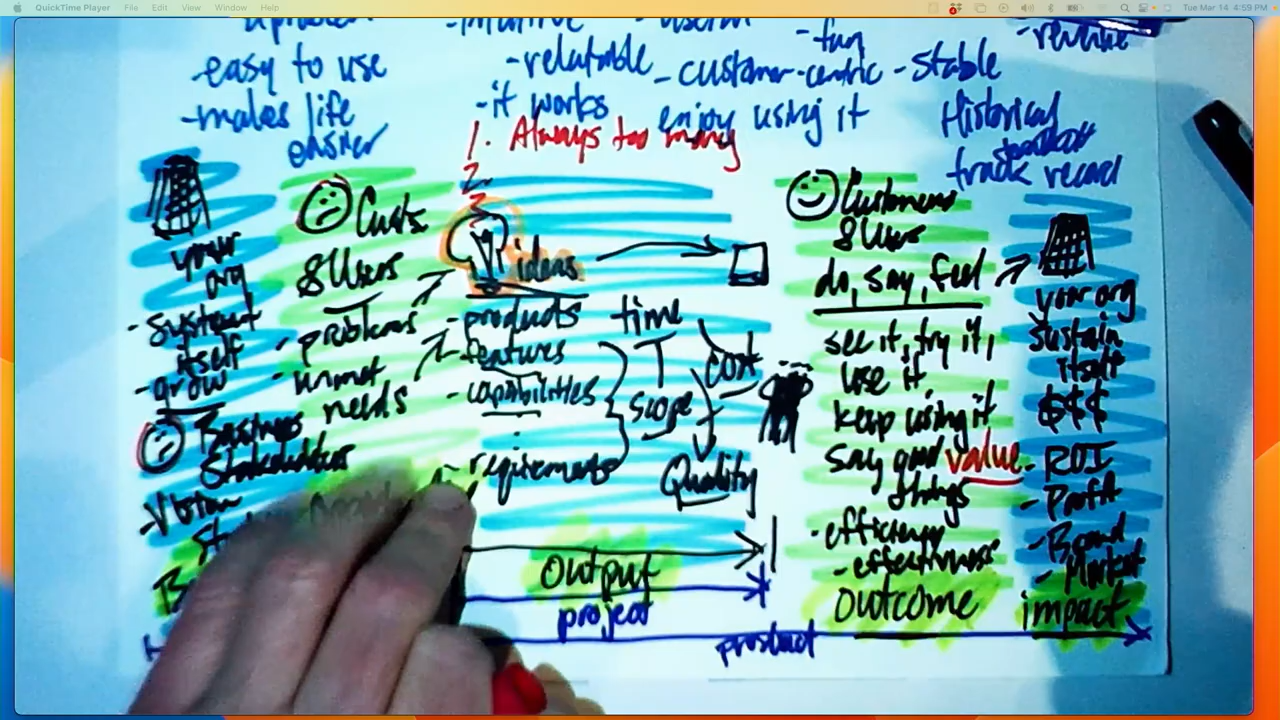 QuickTime Player File Edit View Window Help
Tue Mar 14 4:59 PM
-easy to use
-makes life
easier
-relatable
-it works
-customer-centric
enjoy using it
-fun
-stable
Historical
track record
1. Always too many
2.
your
org
itself
-grow
Business
Stakeholders
-Vision
Custs
& Users
-problems
-unmet
needs
ideas
-products
-features
-capabilities
-requirements
time
cost
scope
Quality
Output
project
product
Customers
& Users
do, say, feel
see it, try it,
use it
keep using it
say good
things
value
-efficiency
-effectiveness
Outcome
your org
sustain
itself
$$$
-ROI
-Profit
-Brand
-Market
impact